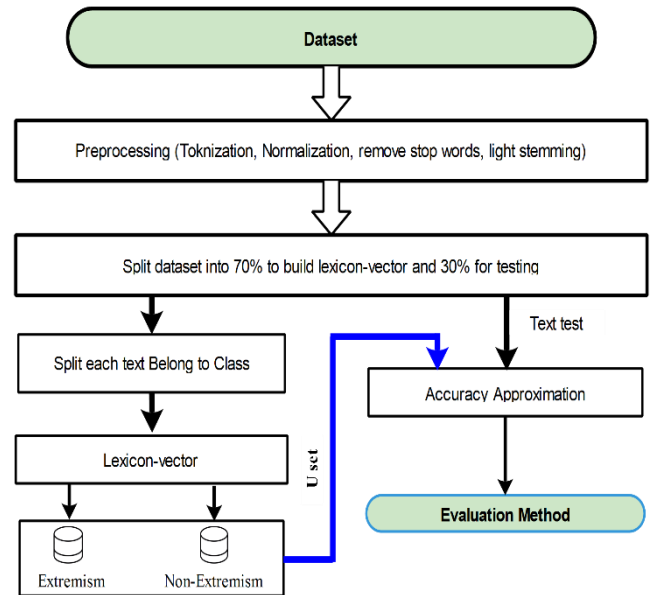 Dataset
Preprocessing (Toknization, Normalization, remove stop words, light stemming)
Split dataset into 70% to build lexicon-vector and 30% for testing
Text test
Split each text Belong to Class
Accuracy Approximation
Lexicon-vector
U set
Evaluation Method
Extremism
Non-Extremism